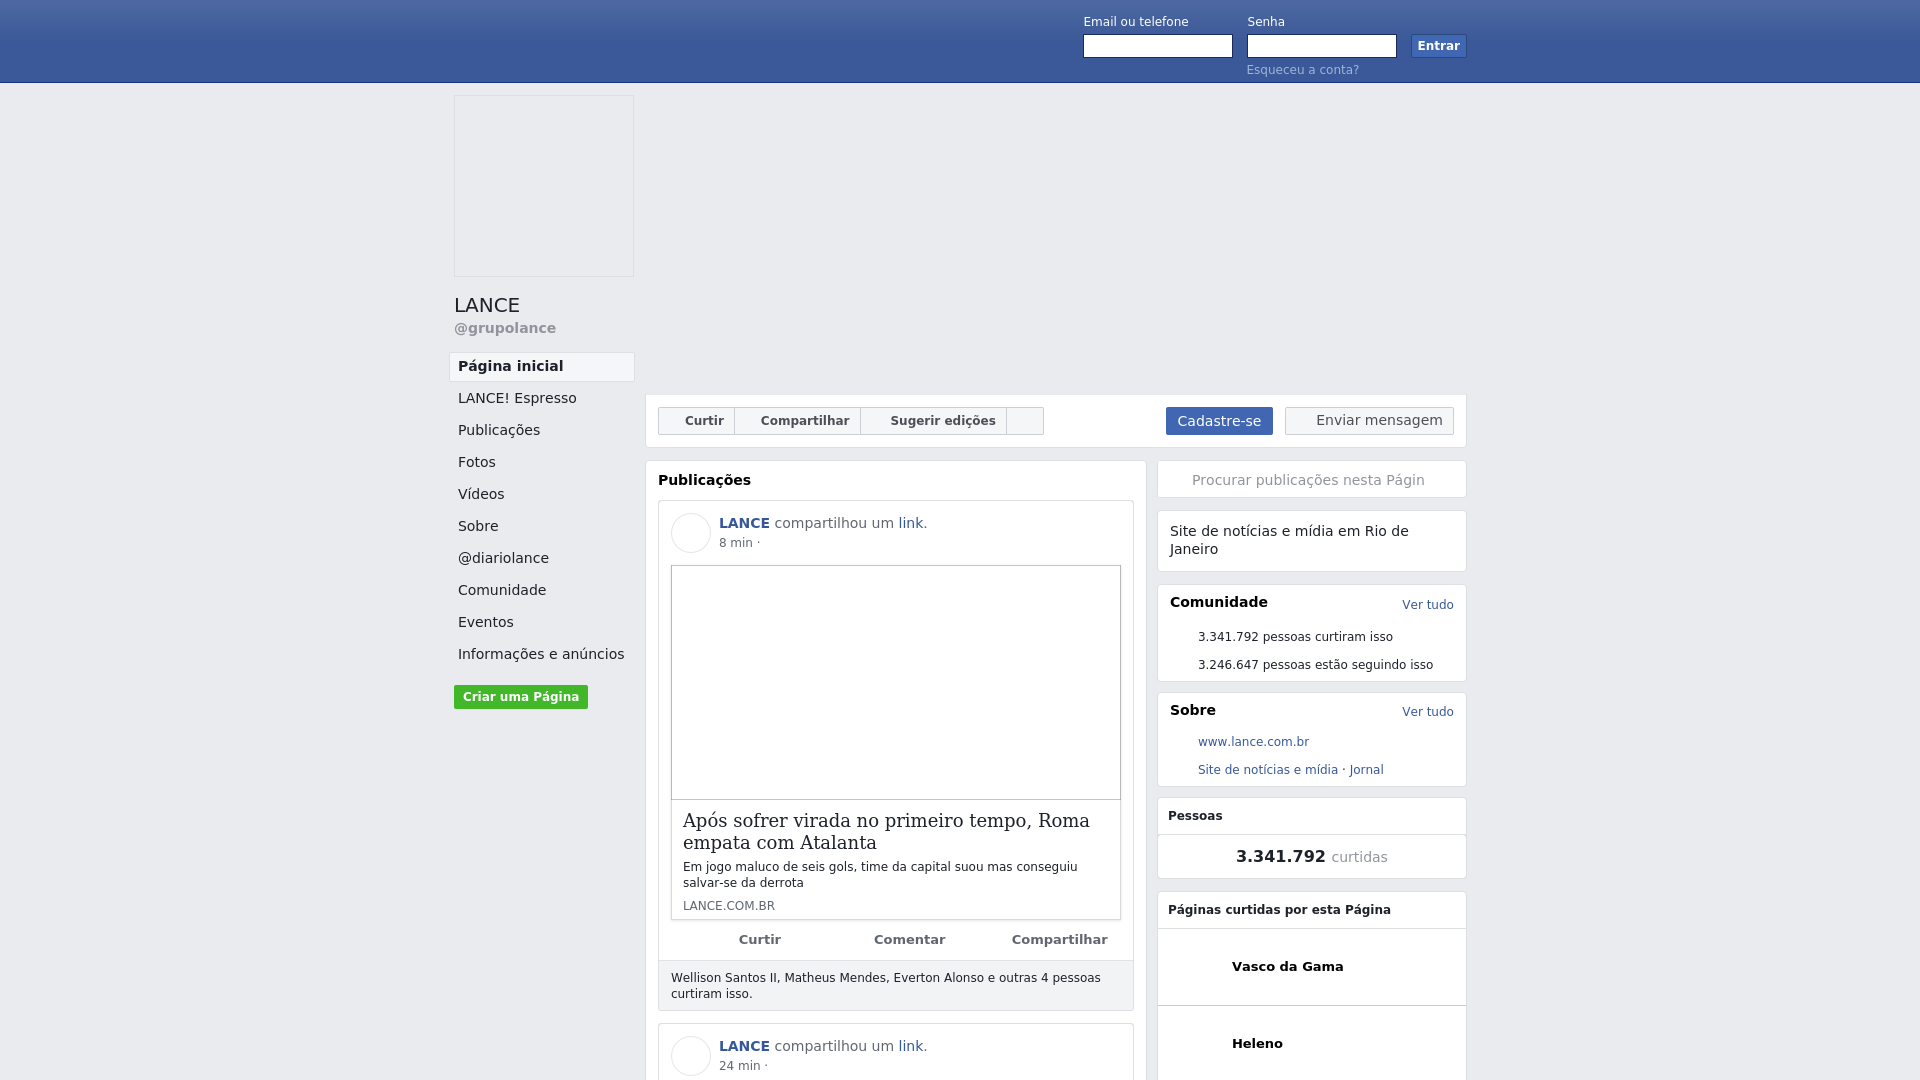 Email ou telefone
Senha
Entrar
Esqueceu a conta?
LANCE
@grupolance
Página inicial
LANCE! Espresso
Publicações
Fotos
Vídeos
Sobre
@diariolance
Comunidade
Eventos
Informações e anúncios
Criar uma Página
Curtir
Compartilhar
Sugerir edições
Cadastre-se
Enviar mensagem
Publicações
LANCE compartilhou um link.
8 min ·
Após sofrer virada no primeiro tempo, Roma
empata com Atalanta
Em jogo maluco de seis gols, time da capital suou mas conseguiu
salvar-se da derrota
LANCE.COM.BR
Curtir
Comentar
Compartilhar
Wellison Santos II, Matheus Mendes, Everton Alonso e outras 4 pessoas
curtiram isso.
LANCE compartilhou um link.
24 min ·
Procurar publicações nesta Págin
Site de notícias e mídia em Rio de
Janeiro
Comunidade
Ver tudo
3.341.792 pessoas curtiram isso
3.246.647 pessoas estão seguindo isso
Sobre
Ver tudo
www.lance.com.br
Site de notícias e mídia · Jornal
Pessoas
3.341.792 curtidas
Páginas curtidas por esta Página
Vasco da Gama
Heleno